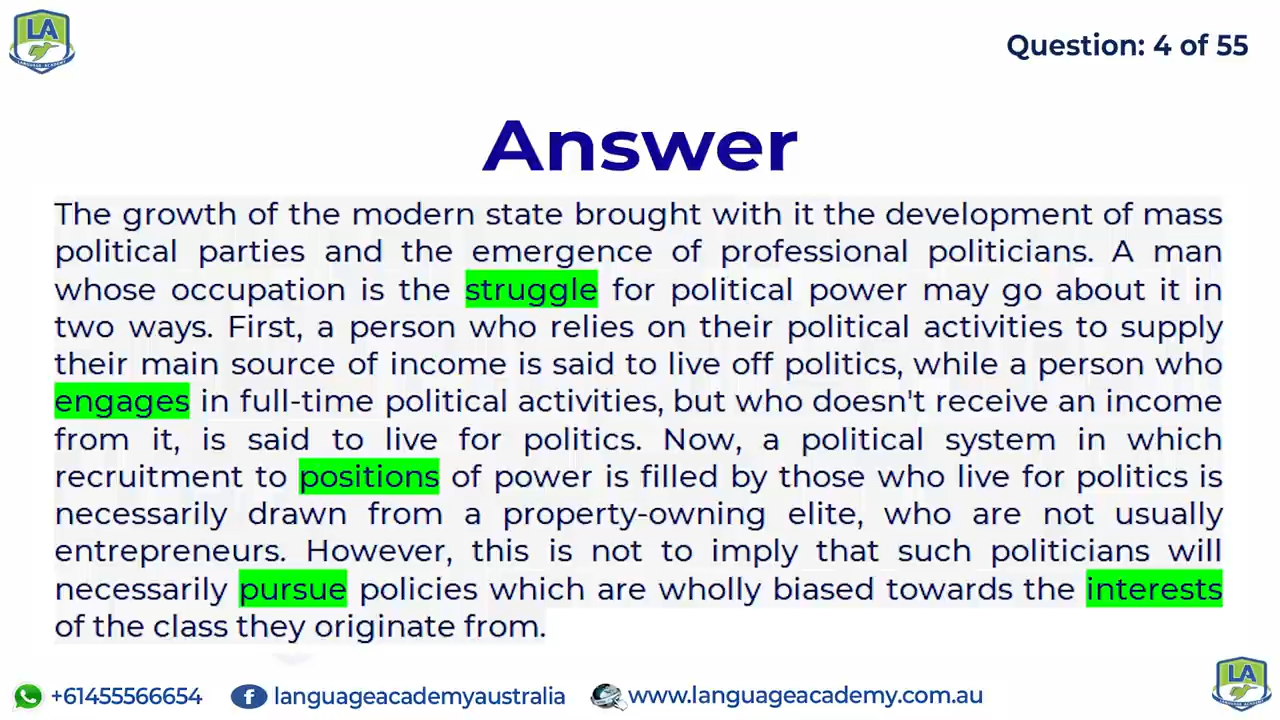 LA
LANGUAGE ACADEMY
Question: 4 of 55
Answer
The growth of the modern state brought with it the development of mass
political parties and the emergence of professional politicians. A man
whose occupation is the struggle for political power may go about it in
two ways. First, a person who relies on their political activities to supply
their main source of income is said to live off politics, while a person who
engages in full-time political activities, but who doesn't receive an income
from it, is said to live for politics. Now, a political system in which
recruitment to positions of power is filled by those who live for politics is
necessarily drawn from a property-owning elite, who are not usually
entrepreneurs. However, this is not to imply that such politicians will
necessarily pursue policies which are wholly biased towards the interests
of the class they originate from.
+61455566654 languageacademyaustralia www.languageacademy.com.au
LA
LANGUAGE ACADEMY